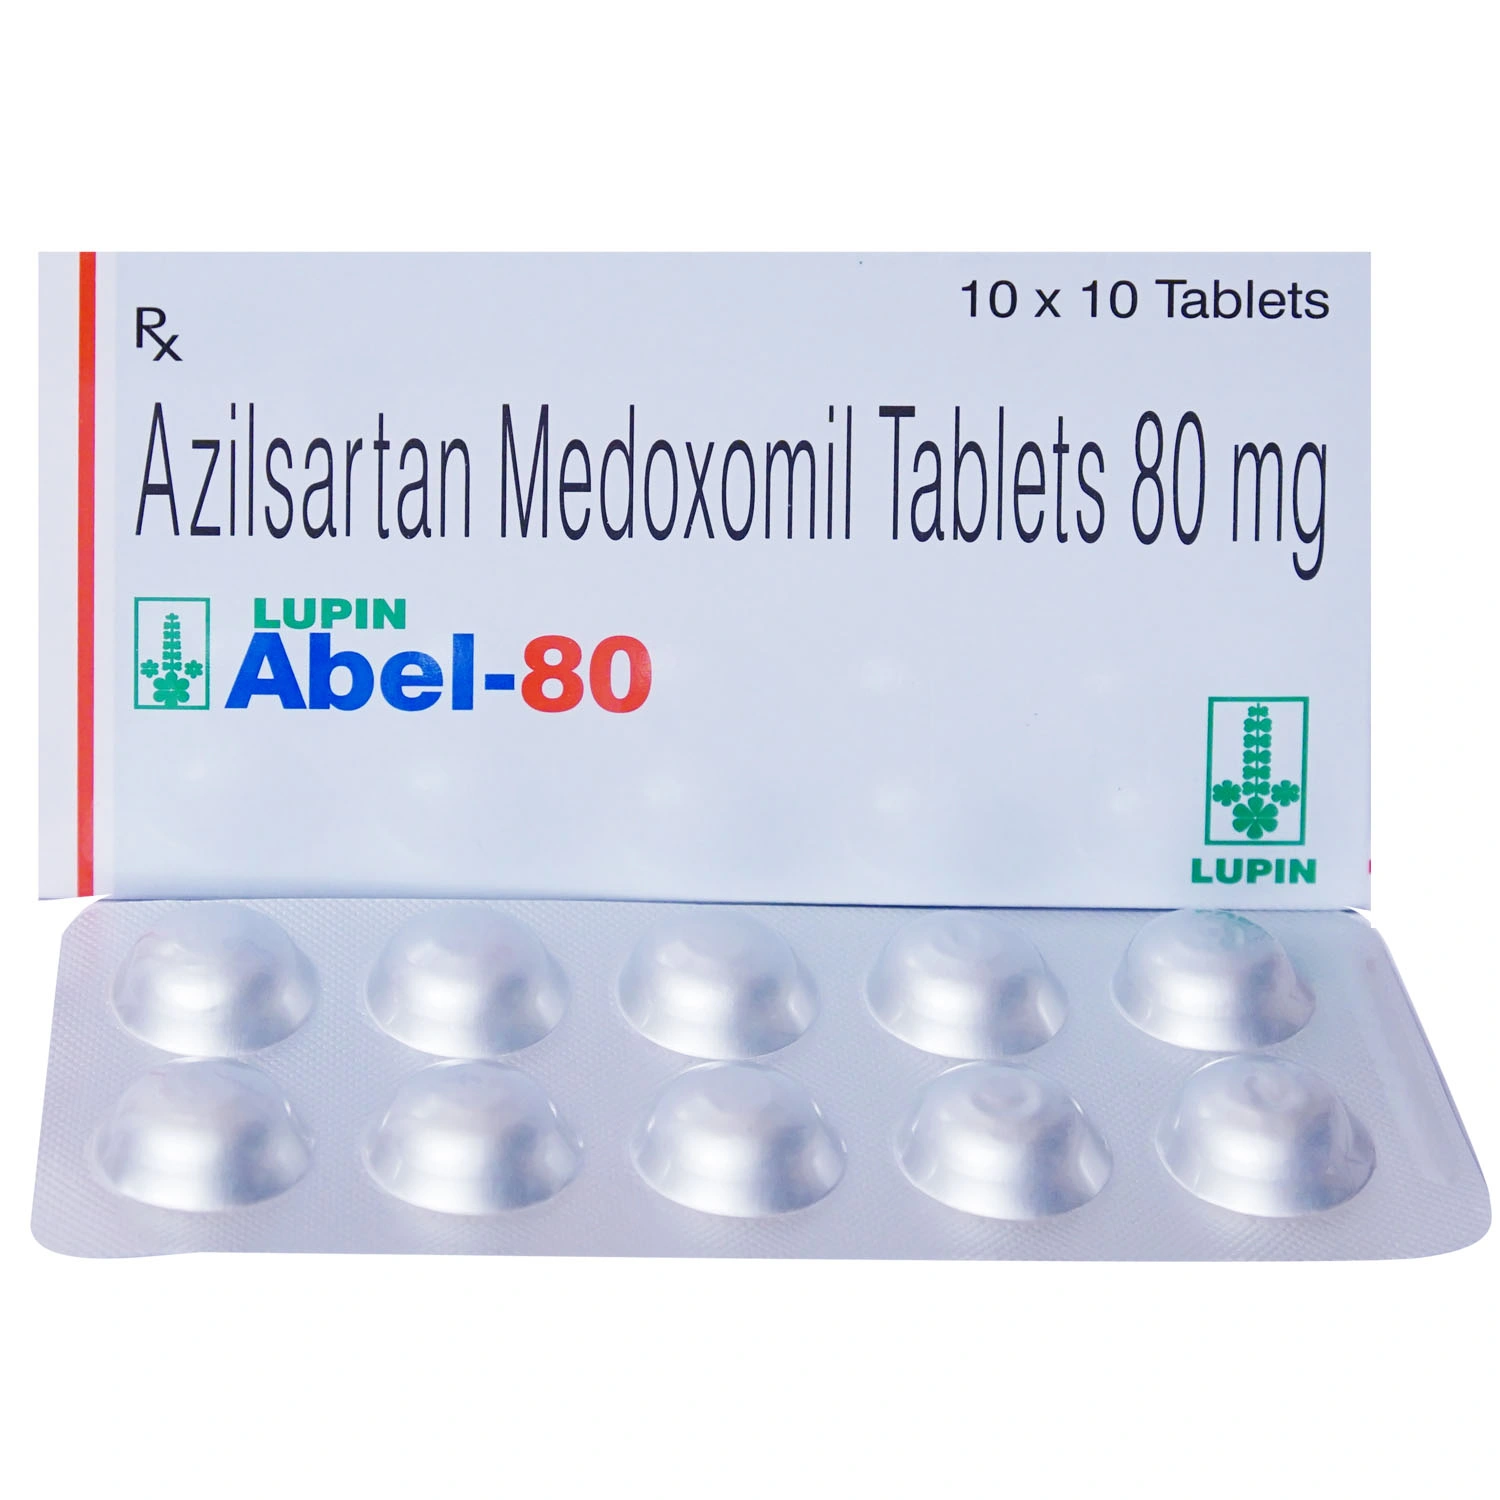 10 x 10 Tablets
Rx
Azilsartan Medoxomil Tablets 80 mg
LUPIN
Abel-80
LUPIN